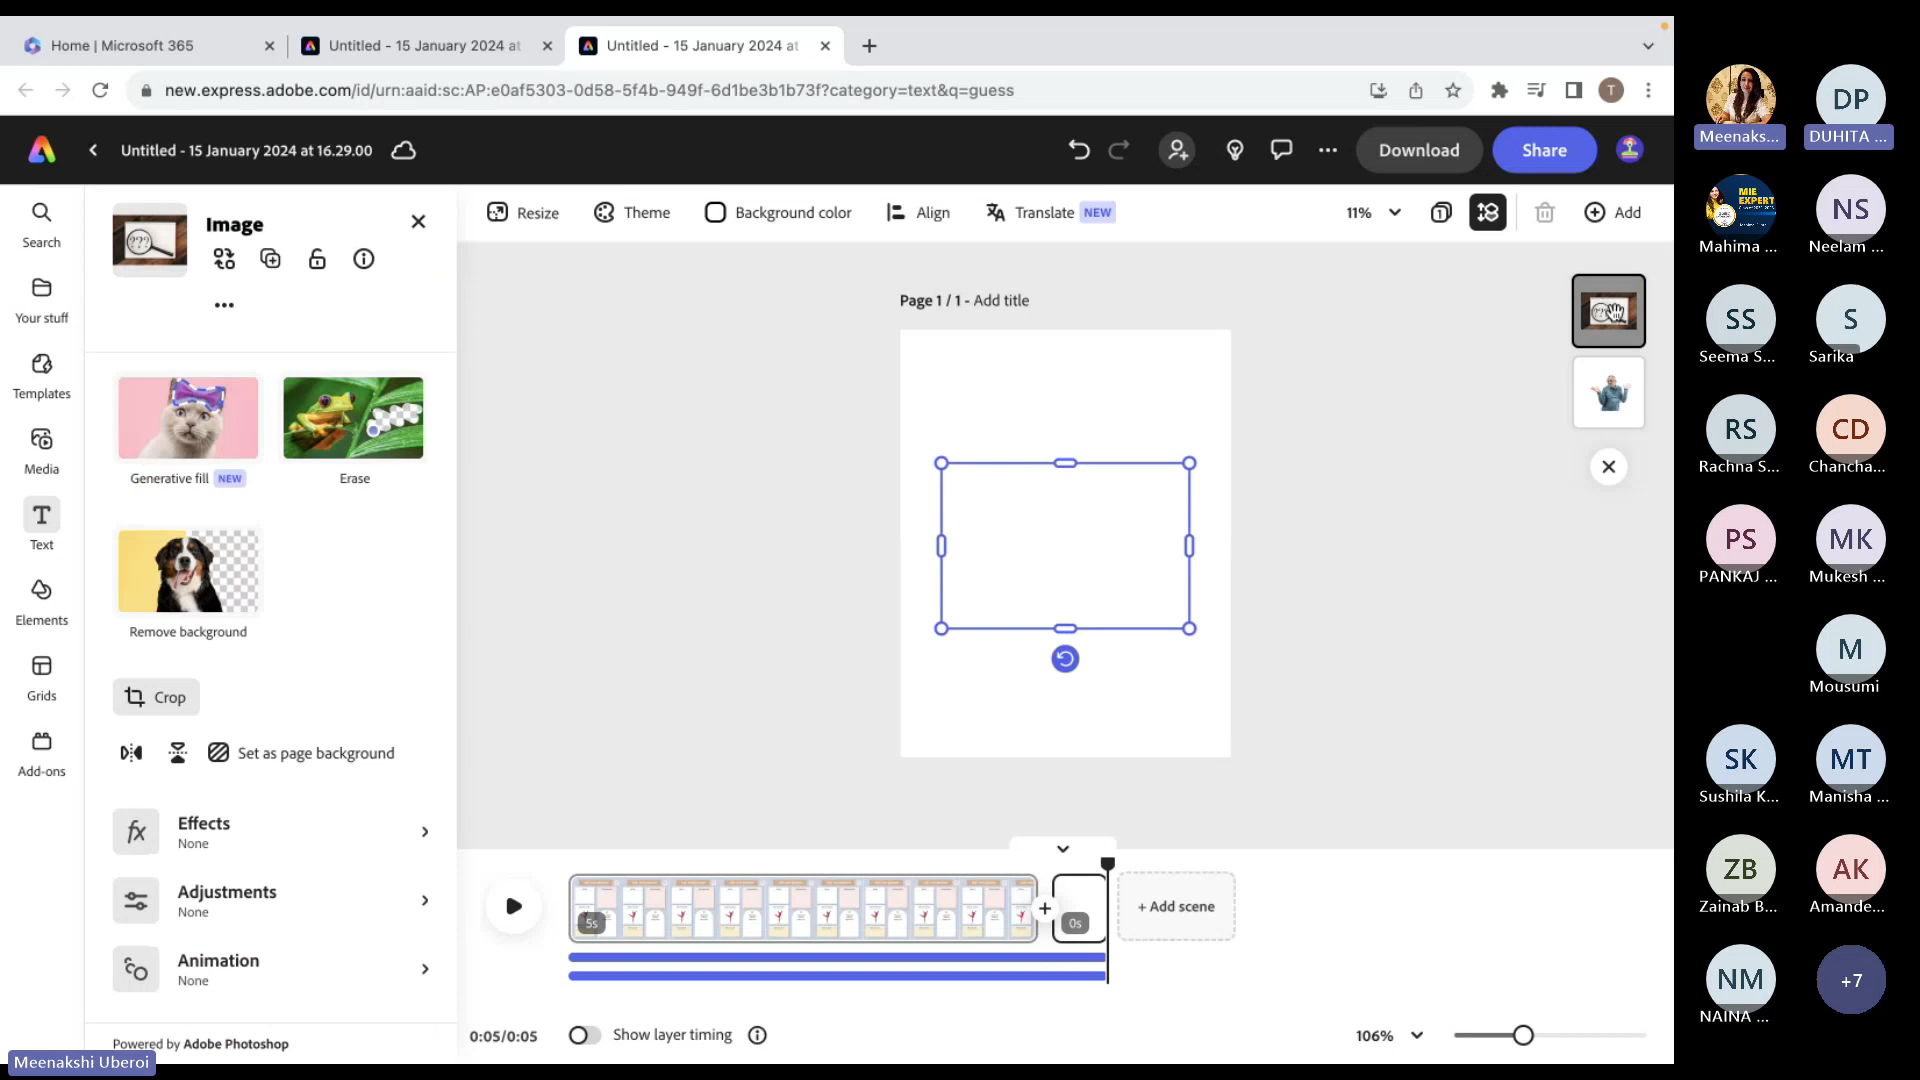 Home | Microsoft 365
Untitled - 15 January 2024 at
Untitled - 15 January 2024 at
new.express.adobe.com/id/urn:aaid:sc:AP:e0af5303-0d58-5f4b-949f-6d1be3b1b73f?category=text&q=guess
T
Untitled - 15 January 2024 at 16.29.00
Download
Share
Search
Your stuff
Templates
Media
Text
Elements
Grids
Add-ons
Image
Generative fill NEW
Erase
Remove background
Crop
Set as page background
fx
Effects
None
Adjustments
None
Animation
None
Powered by Adobe Photoshop
Meenakshi Uberoi
Resize
Theme
Background color
Align
Translate NEW
11%
Add
Page 1 / 1 - Add title
5s
0s
+ Add scene
0:05/0:05
Show layer timing
106%
Meenaks...
DP
DUHITA ...
MIE
EXPERT
Mahima ...
NS
Neelam ...
SS
Seema S...
S
Sarika
RS
Rachna S...
CD
Chancha...
PS
PANKAJ ...
MK
Mukesh ...
M
Mousumi
SK
Sushila K...
MT
Manisha ...
ZB
Zainab B...
AK
Amande...
NM
NAINA ...
+7